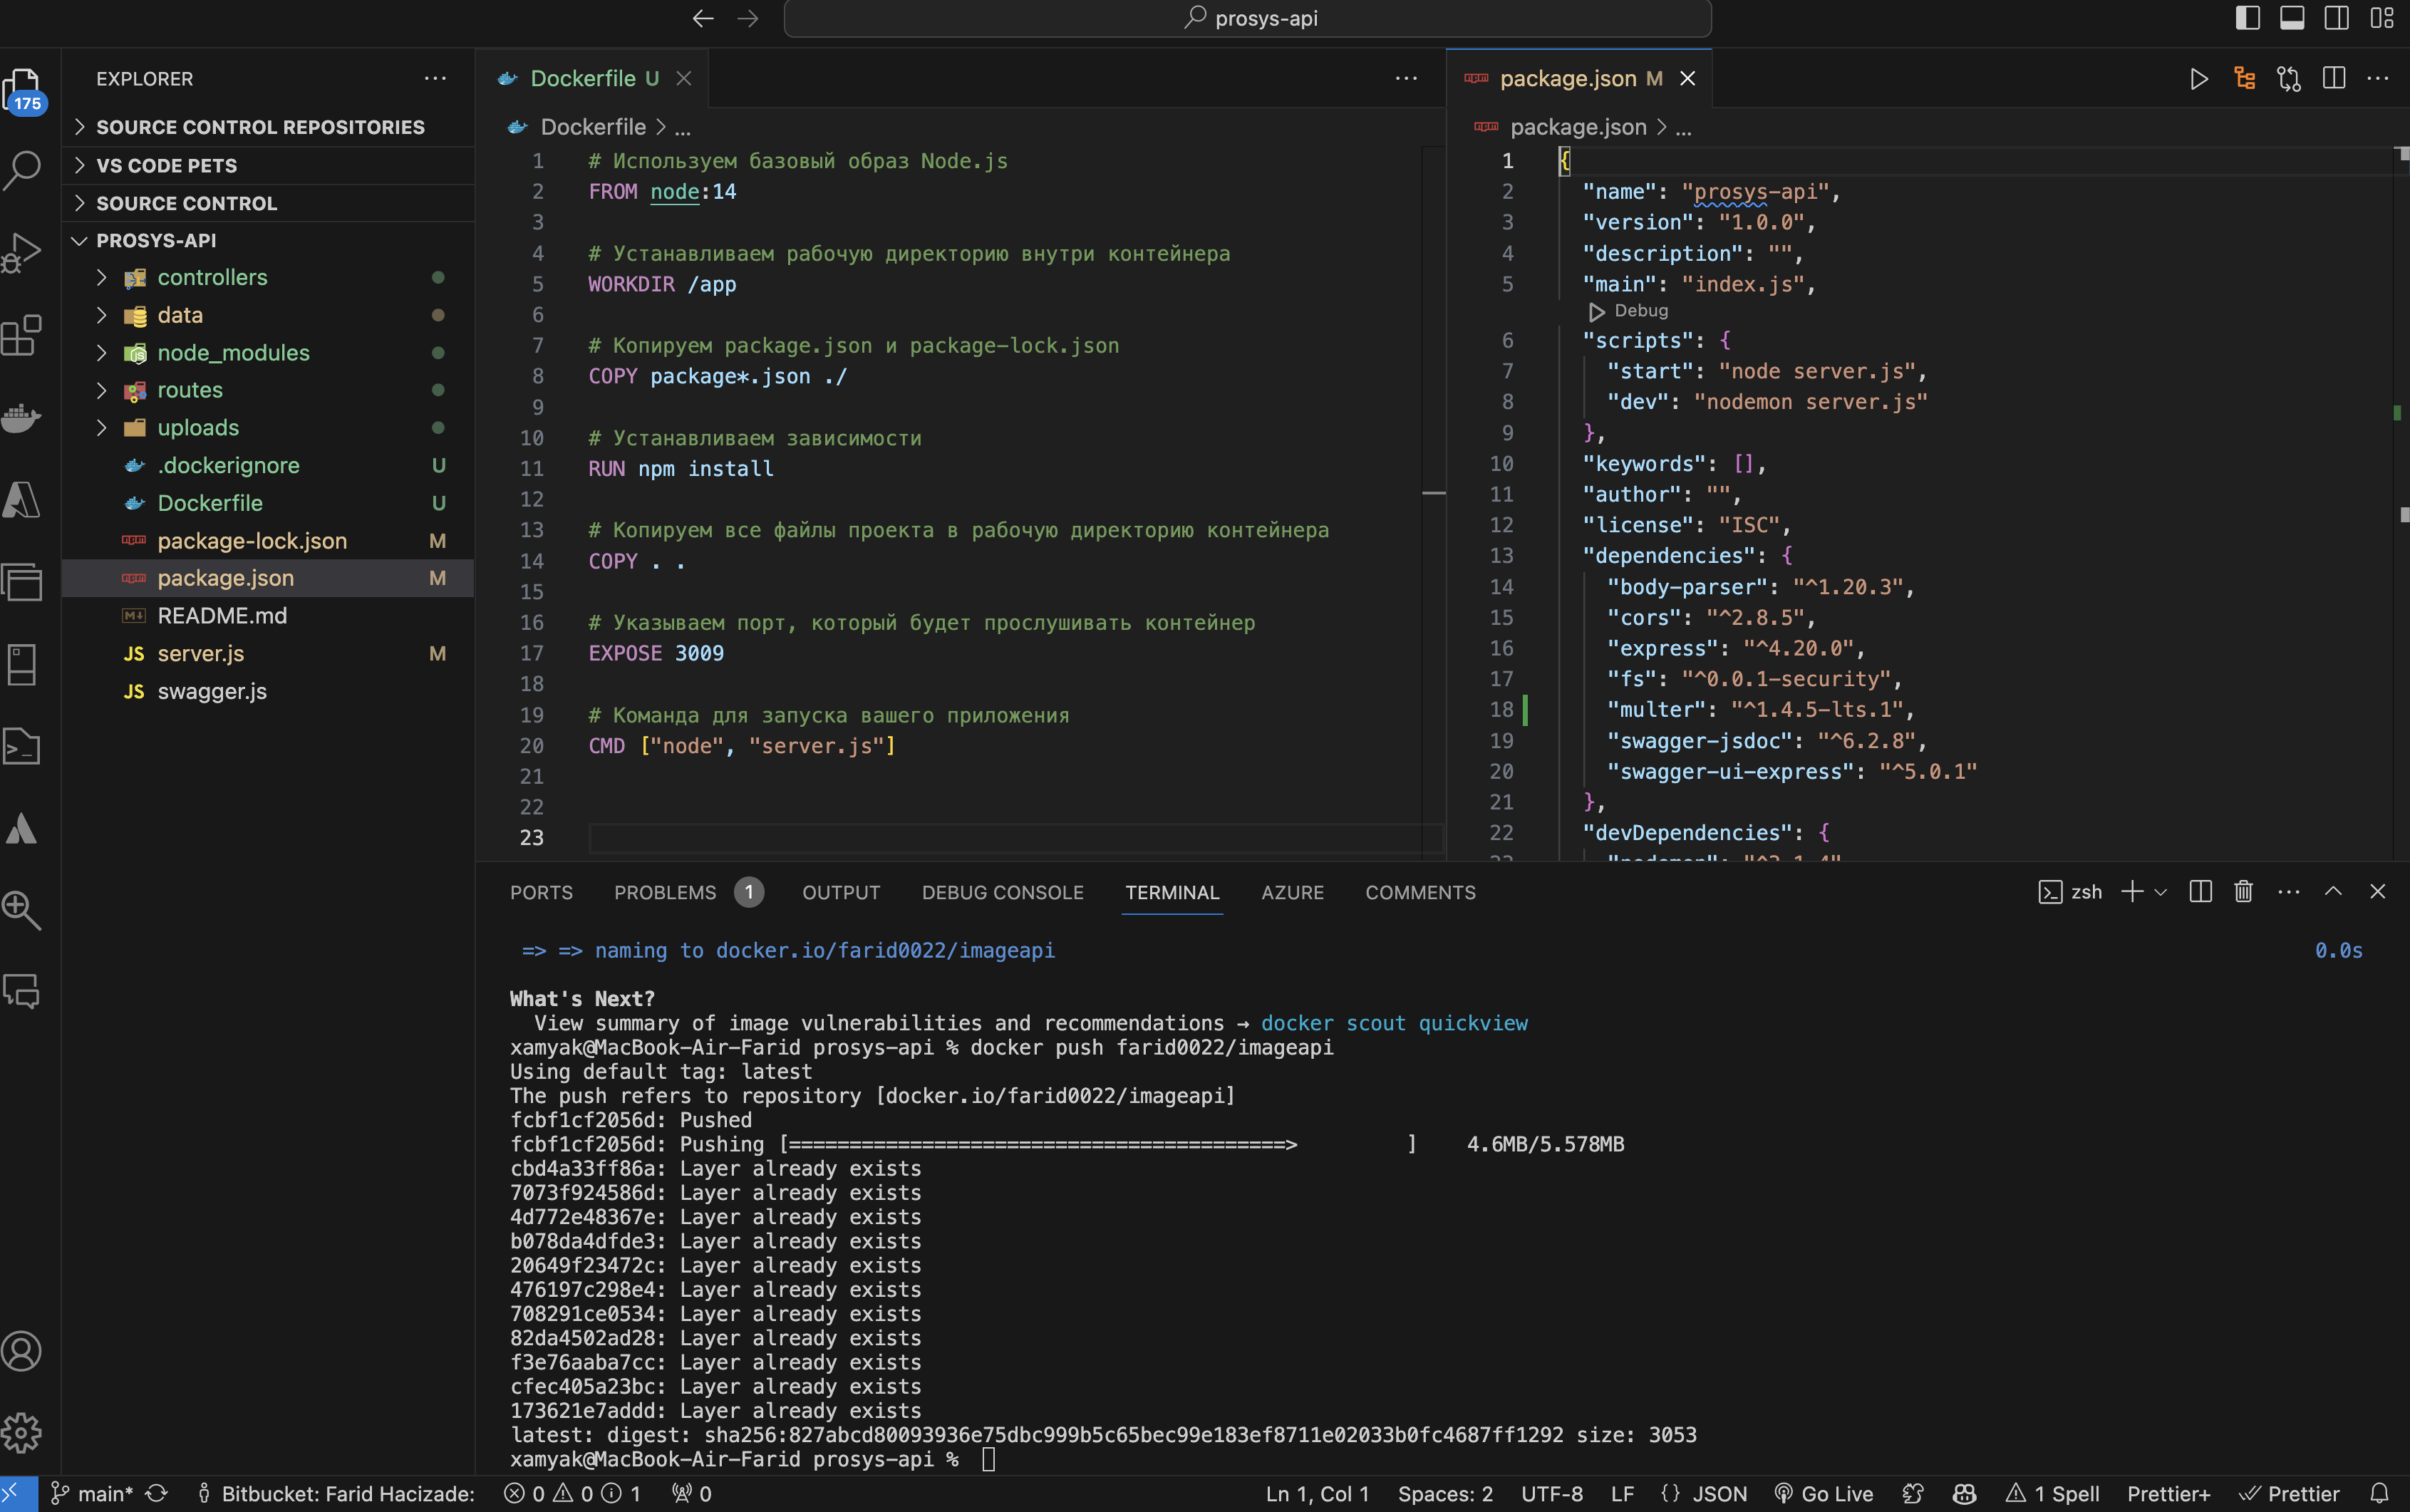 prosys-api
175
EXPLORER
SOURCE CONTROL REPOSITORIES
VS CODE PETS
SOURCE CONTROL
PROSYS-API
controllers
data
node_modules
routes
uploads
.dockerignore U
Dockerfile U
package-lock.json M
package.json M
README.md
JS server.js M
JS swagger.js
Dockerfile U
Dockerfile > ...
1 # Используем базовый образ Node.js
2 FROM node:14
3
4 # Устанавливаем рабочую директорию внутри контейнера
5 WORKDIR /app
6
7 # Копируем package.json и package-lock.json
8 COPY package*.json ./
9
10 # Устанавливаем зависимости
11 RUN npm install
12
13 # Копируем все файлы проекта в рабочую директорию контейнера
14 COPY . .
15
16 # Указываем порт, который будет прослушивать контейнер
17 EXPOSE 3009
18
19 # Команда для запуска вашего приложения
20 CMD ["node", "server.js"]
21
22
23
package.json M
package.json > ...
1 {
2 "name": "prosys-api",
3 "version": "1.0.0",
4 "description": "",
5 "main": "index.js",
Debug
6 "scripts": {
7 "start": "node server.js",
8 "dev": "nodemon server.js"
9 },
10 "keywords": [],
11 "author": "",
12 "license": "ISC",
13 "dependencies": {
14 "body-parser": "^1.20.3",
15 "cors": "^2.8.5",
16 "express": "^4.20.0",
17 "fs": "^0.0.1-security",
18 "multer": "^1.4.5-lts.1",
19 "swagger-jsdoc": "^6.2.8",
20 "swagger-ui-express": "^5.0.1"
21 },
22 "devDependencies": {
PORTS PROBLEMS 1 OUTPUT DEBUG CONSOLE TERMINAL AZURE COMMENTS zsh
=> => naming to docker.io/farid0022/imageapi 0.0s
What's Next?
View summary of image vulnerabilities and recommendations → docker scout quickview
xamyak@MacBook-Air-Farid prosys-api % docker push farid0022/imageapi
Using default tag: latest
The push refers to repository [docker.io/farid0022/imageapi]
fcbf1cf2056d: Pushed
fcbf1cf2056d: Pushing [=========================================>         ] 4.6MB/5.578MB
cbd4a33ff86a: Layer already exists
7073f924586d: Layer already exists
4d772e48367e: Layer already exists
b078da4dfde3: Layer already exists
20649f23472c: Layer already exists
476197c298e4: Layer already exists
708291ce0534: Layer already exists
82da4502ad28: Layer already exists
f3e76aaba7cc: Layer already exists
cfec405a23bc: Layer already exists
173621e7addd: Layer already exists
latest: digest: sha256:827abcd80093936e75dbc999b5c65bec99e183ef8711e02033b0fc4687ff1292 size: 3053
xamyak@MacBook-Air-Farid prosys-api %
main* Bitbucket: Farid Hacizade: 0 0 1 0 Ln 1, Col 1 Spaces: 2 UTF-8 LF {} JSON Go Live 1 Spell Prettier+ Prettier